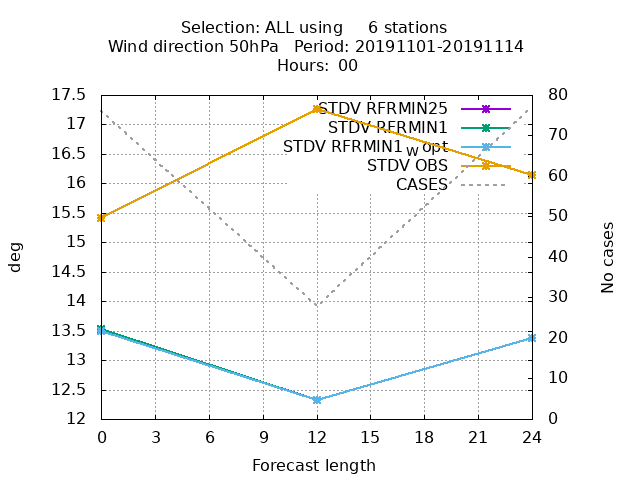 Selection: ALL using     6 stations
Wind direction 50hPa   Period: 20191101-20191114
Hours: 00
17.5
17
16.5
16
15.5
15
14.5
14
13.5
13
12.5
12
deg
80
70
60
50
40
30
20
10
0
No cases
STDV RFRMIN25
STDV RFRMIN1
STDV RFRMIN1w opt
STDV OBS
CASES
0 3 6 9 12 15 18 21 24
Forecast length